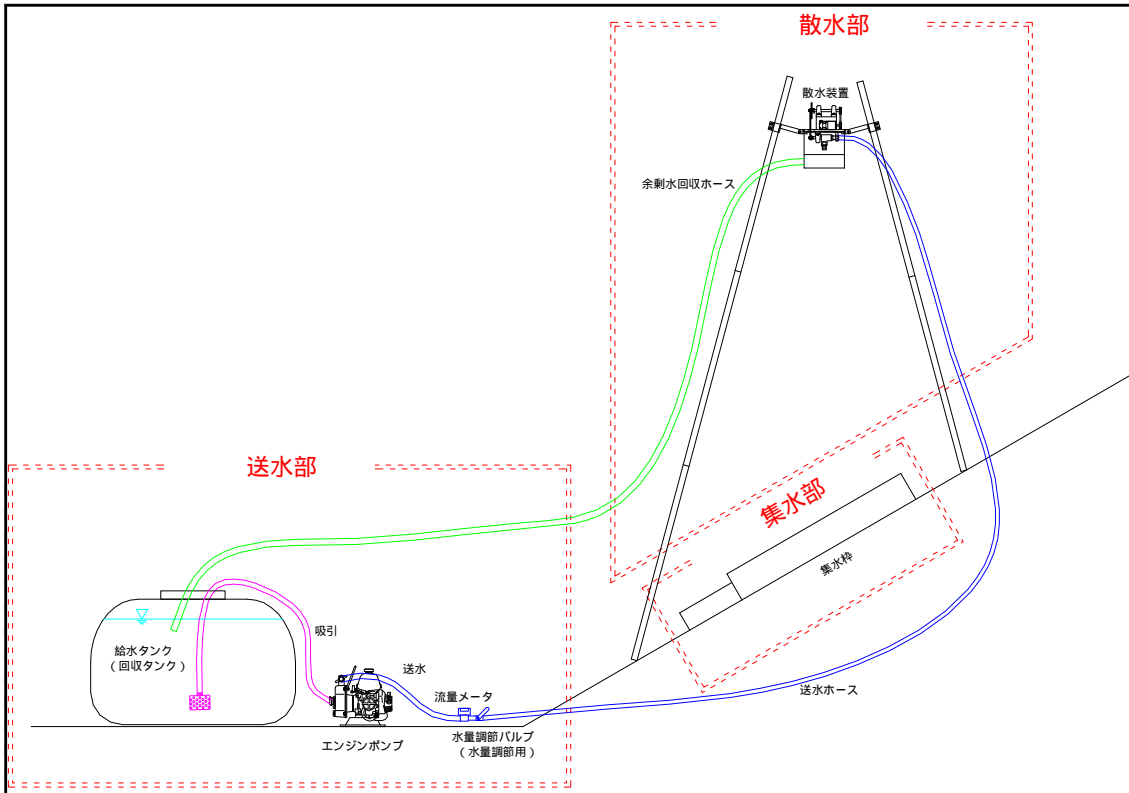 散水部
散水装置
余剰水回収ホース
送水部
集水部
集水枠
吸引
給水タンク
(回収タンク)
送水
流量メータ
送水ホース
エンジンポンプ
水量調節バルブ
(水量調節用)